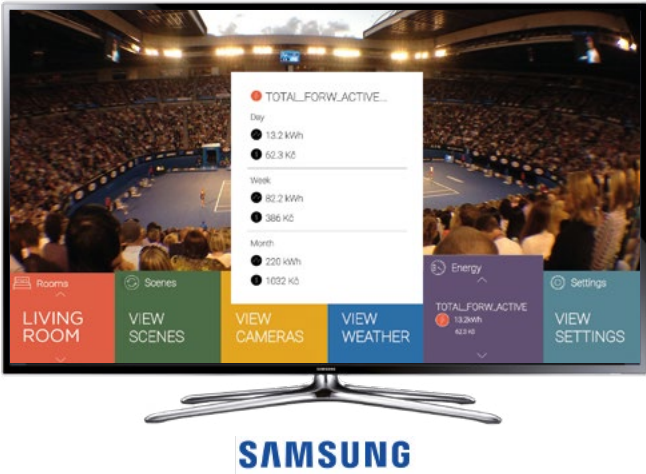 TOTAL_FORW_ACTIVE...
Day
13.2 kWh
62.3 Kč
Week
82.2 kWh
386 Kč
Month
220 kWh
1032 Kč
Rooms
LIVING
ROOM
Scenes
VIEW
SCENES
VIEW
CAMERAS
VIEW
WEATHER
Energy
TOTAL_FORW_ACTIVE
13.2kWh
62.3 Kč
Settings
VIEW
SETTINGS
SAMSUNG
SAMSUNG